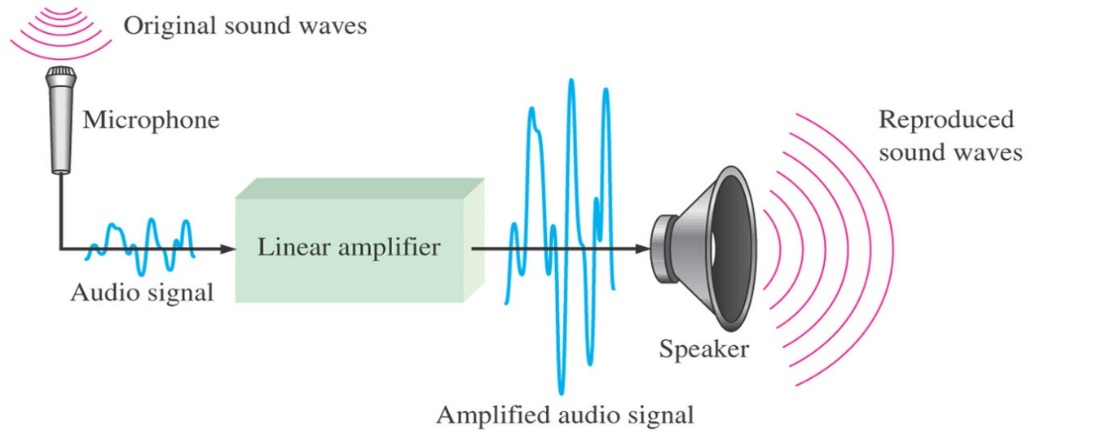 Original sound waves
Microphone
Reproduced
sound waves
Linear amplifier
Audio signal
Speaker
Amplified audio signal